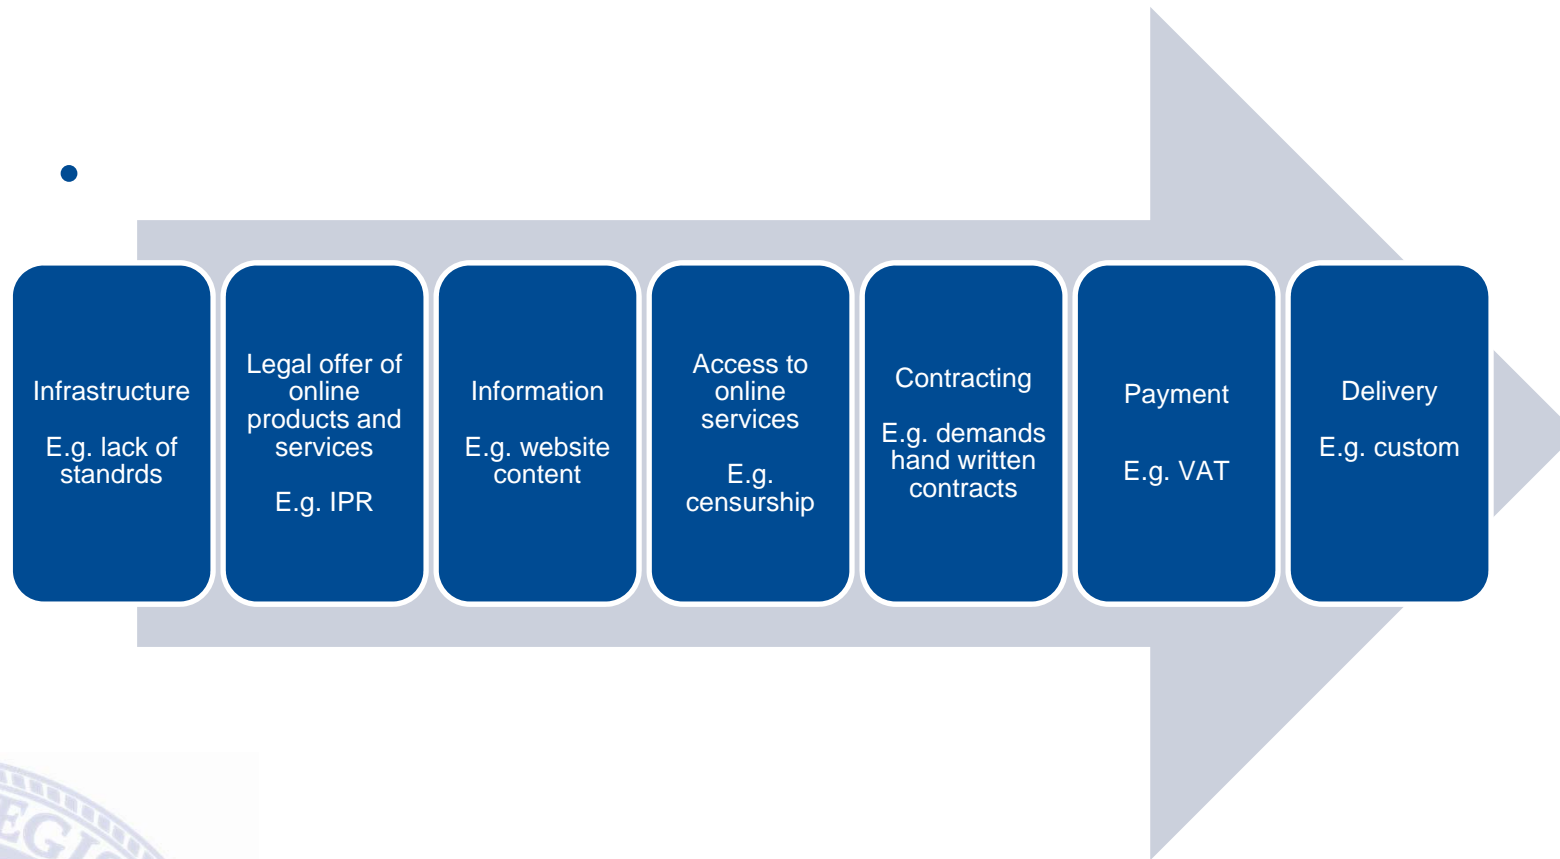 •
Infrastructure
E.g. lack of
standrds
Legal offer of
online
products and
services
E.g. IPR
Information
E.g. website
content
Access to
online
services
E.g.
censurship
Contracting
E.g. demands
hand written
contracts
Payment
E.g. VAT
Delivery
E.g. custom